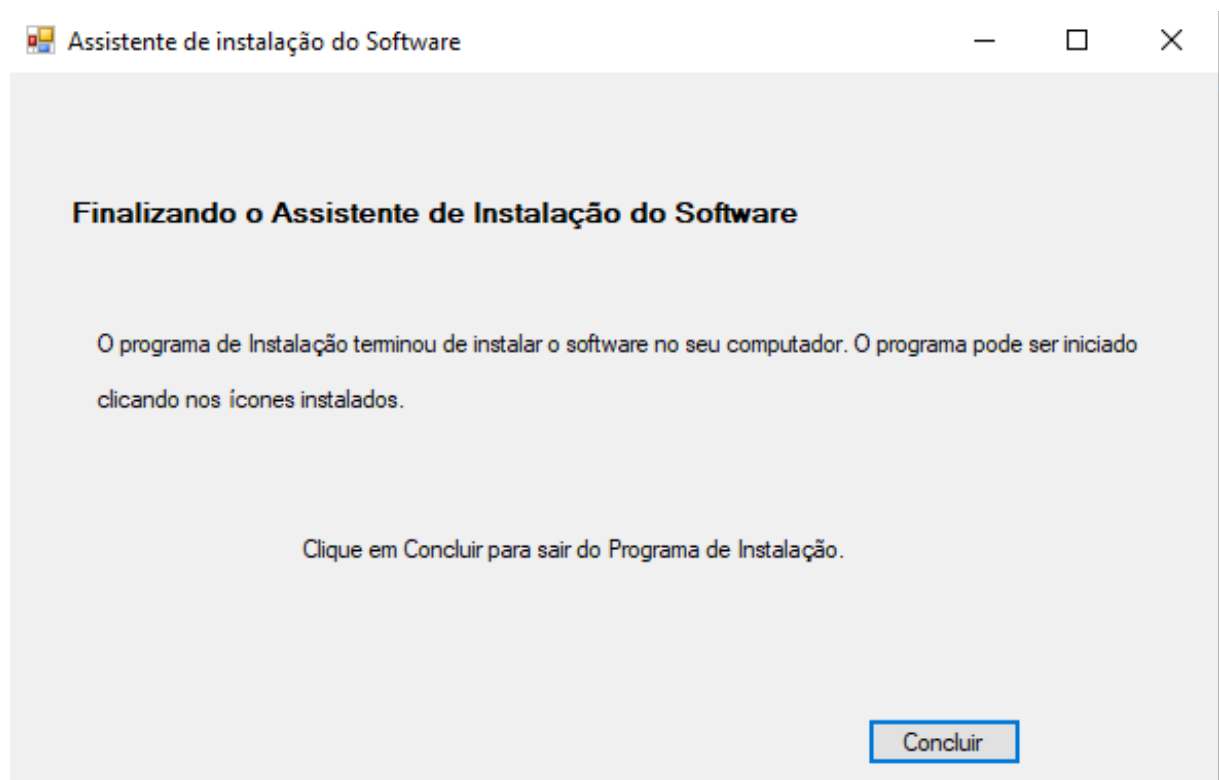 Assistente de instalação do Software
Finalizando o Assistente de Instalação do Software
O programa de Instalação terminou de instalar o software no seu computador. O programa pode ser iniciado
clicando nos ícones instalados.
Clique em Concluir para sair do Programa de Instalação.
Concluir